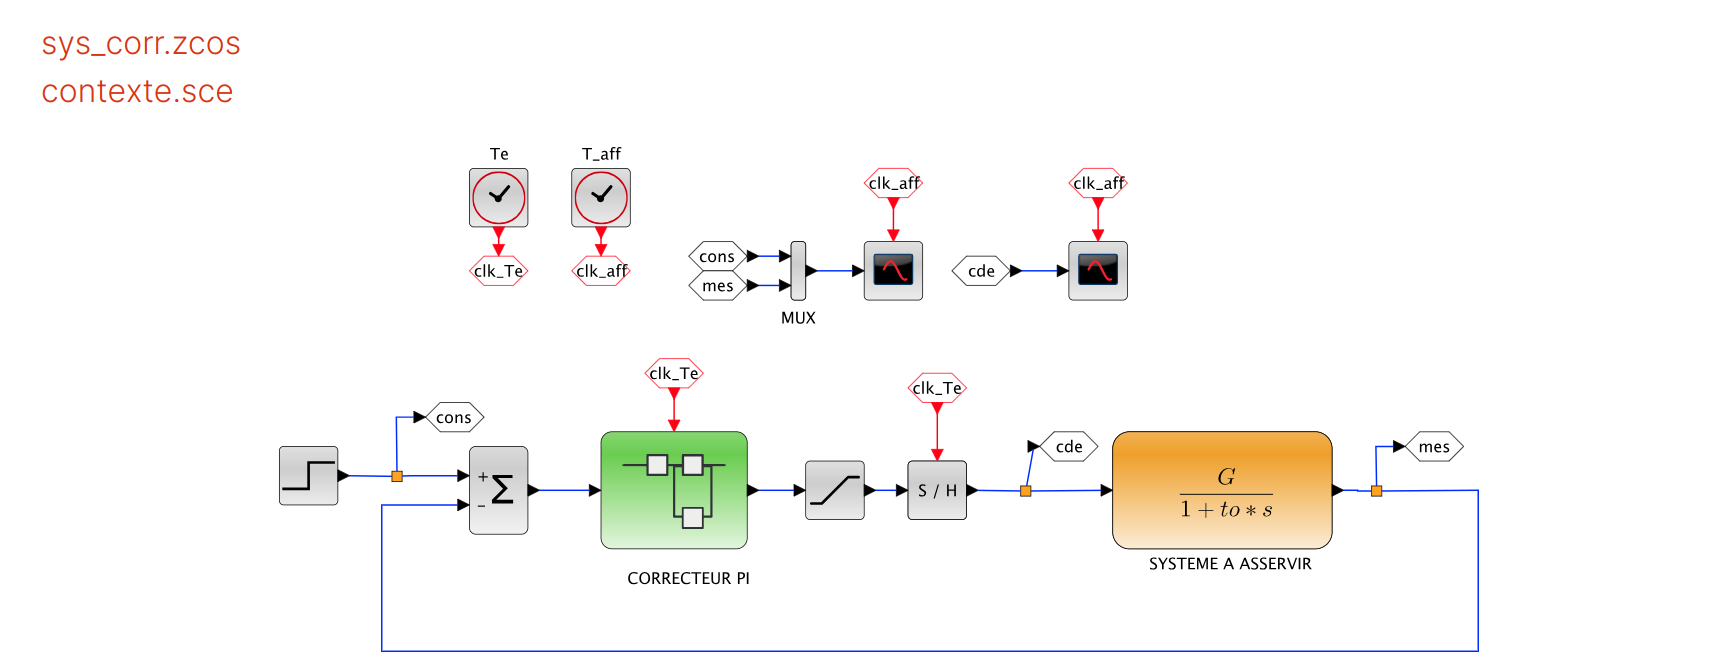 sys_corr.zcos
contexte.sce
Te
T_aff
clk_aff
clk_aff
cons
mes
cde
clk_Te
clk_aff
MUX
clk_Te
clk_Te
cons
cde
mes
+
−
Σ
S / H
G
1 + to * s
SYSTEME A ASSERVIR
CORRECTEUR PI